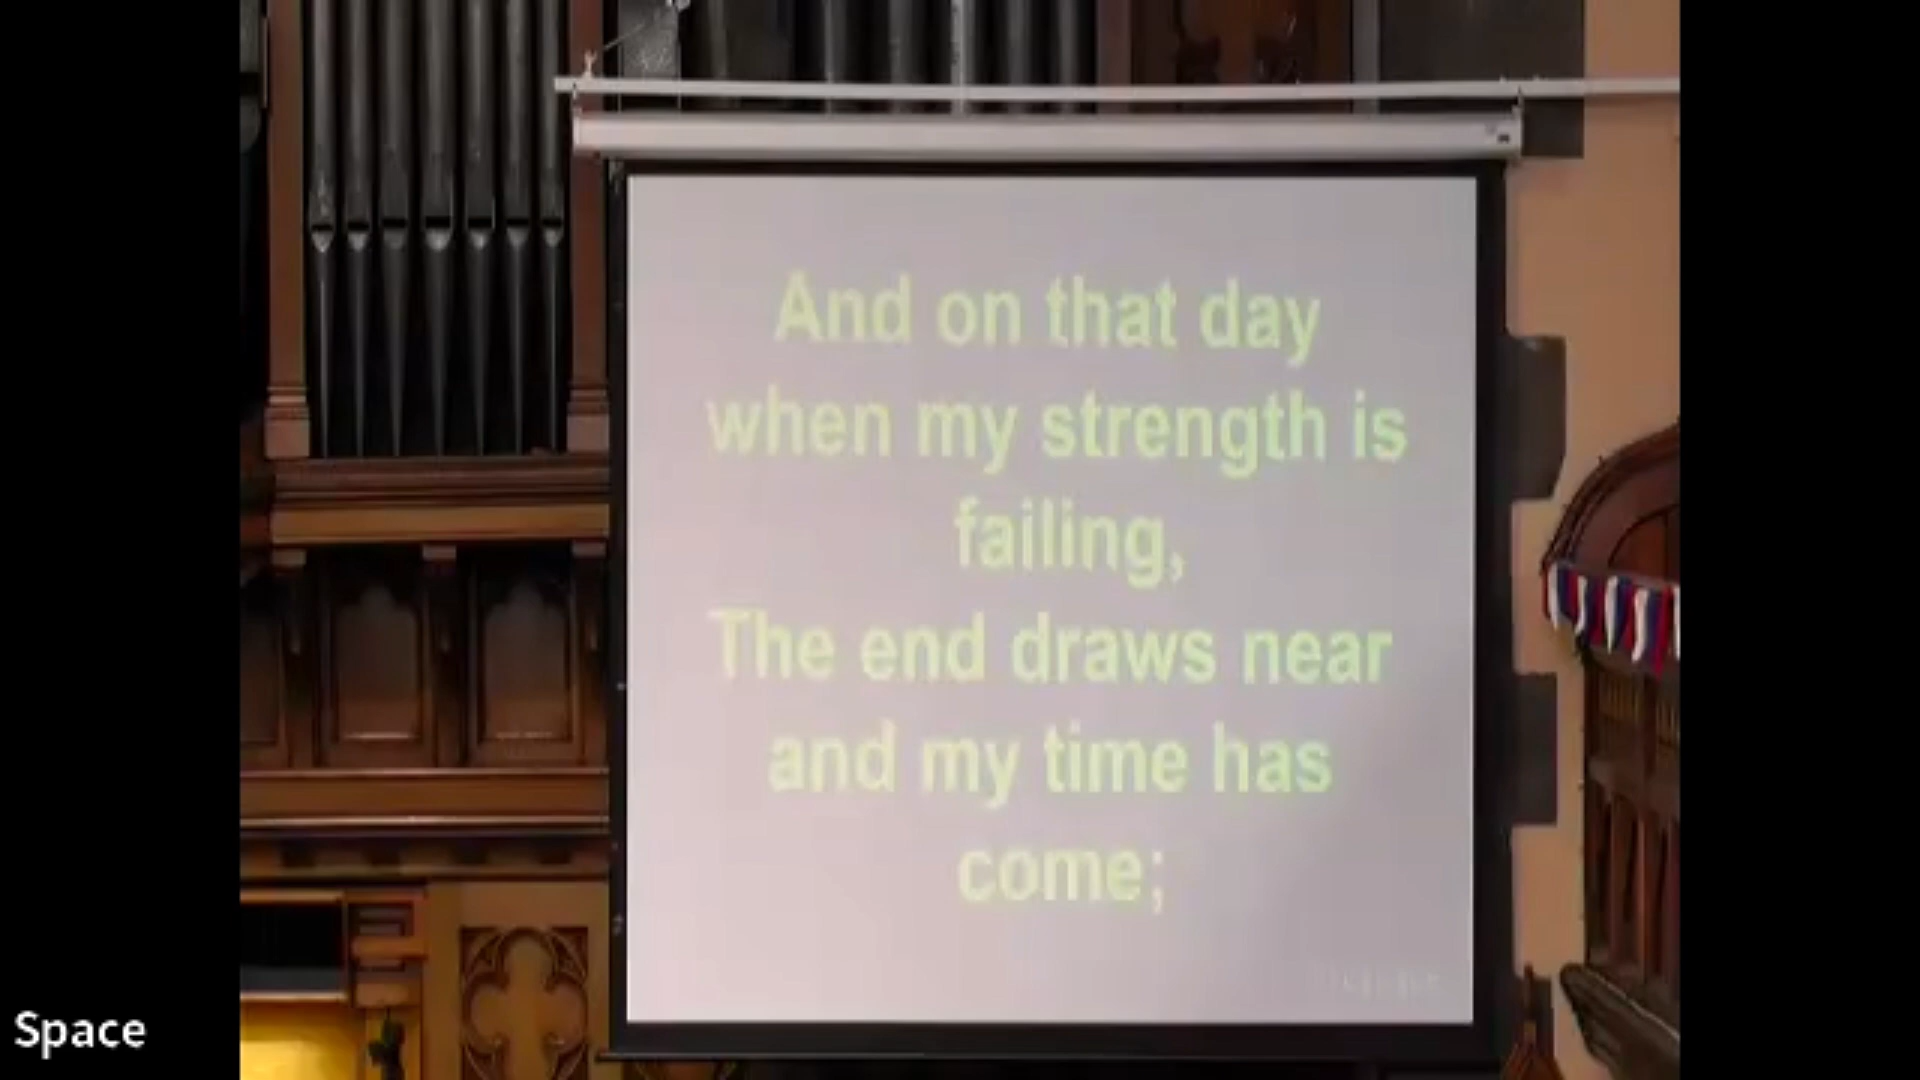 And on that day
when my strength is
failing,
The end draws near
and my time has
come;
Space